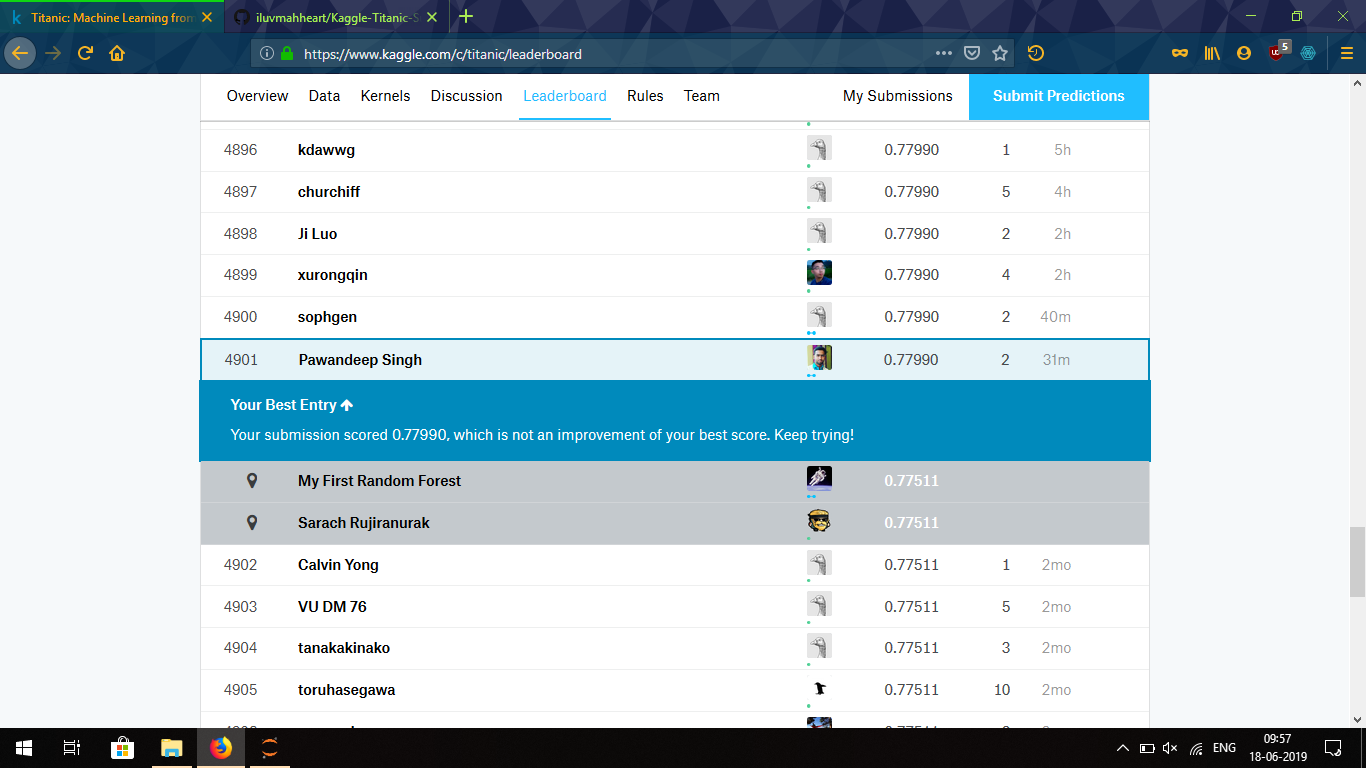 Titanic: Machine Learning from
iluvmahheart/Kaggle-Titanic-S
https://www.kaggle.com/c/titanic/leaderboard
5
Overview Data Kernels Discussion Leaderboard Rules Team My Submissions Submit Predictions
4896 kdawwg 0.77990 1 5h
4897 churchiff 0.77990 5 4h
4898 Ji Luo 0.77990 2 2h
4899 xurongqin 0.77990 4 2h
4900 sophgen 0.77990 2 40m
4901 Pawandeep Singh 0.77990 2 31m
Your Best Entry
Your submission scored 0.77990, which is not an improvement of your best score. Keep trying!
My First Random Forest 0.77511
Sarach Rujiranurak 0.77511
4902 Calvin Yong 0.77511 1 2mo
4903 VU DM 76 0.77511 5 2mo
4904 tanakakinako 0.77511 3 2mo
4905 toruhasegawa 0.77511 10 2mo
ENG
09:57
18-06-2019